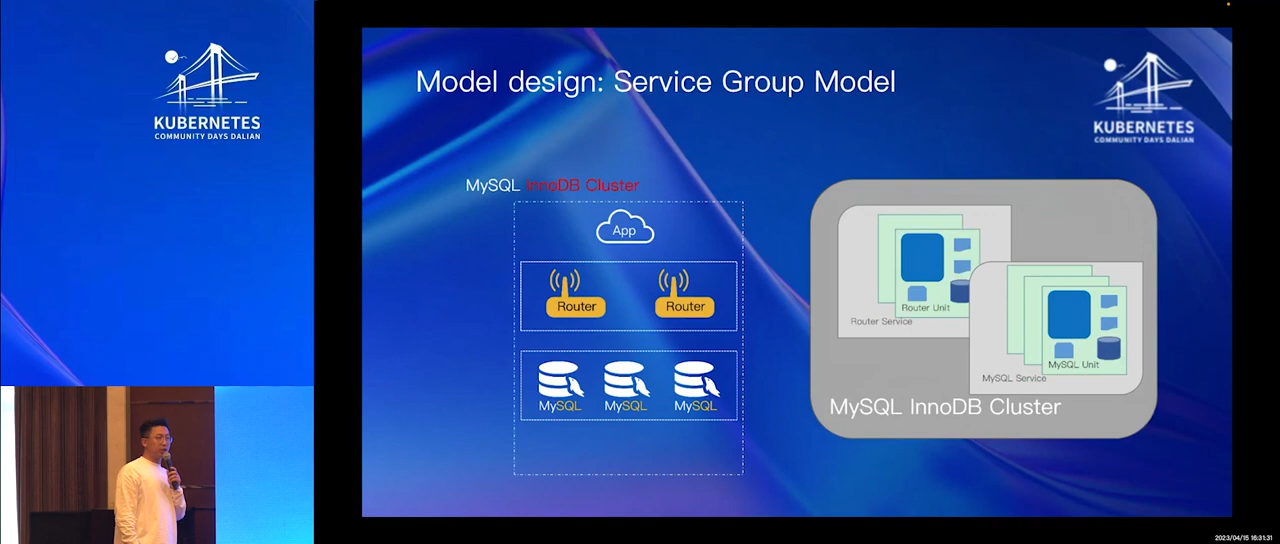 KUBERNETES
COMMUNITY DAYS DALIAN
Model design: Service Group Model
KUBERNETES
COMMUNITY DAYS DALIAN
MySQL InnoDB Cluster
App
Router
Router
MySQL
MySQL
MySQL
Router Unit
Router Service
MySQL Unit
MySQL Service
MySQL InnoDB Cluster
2023/04/15 16:31:31